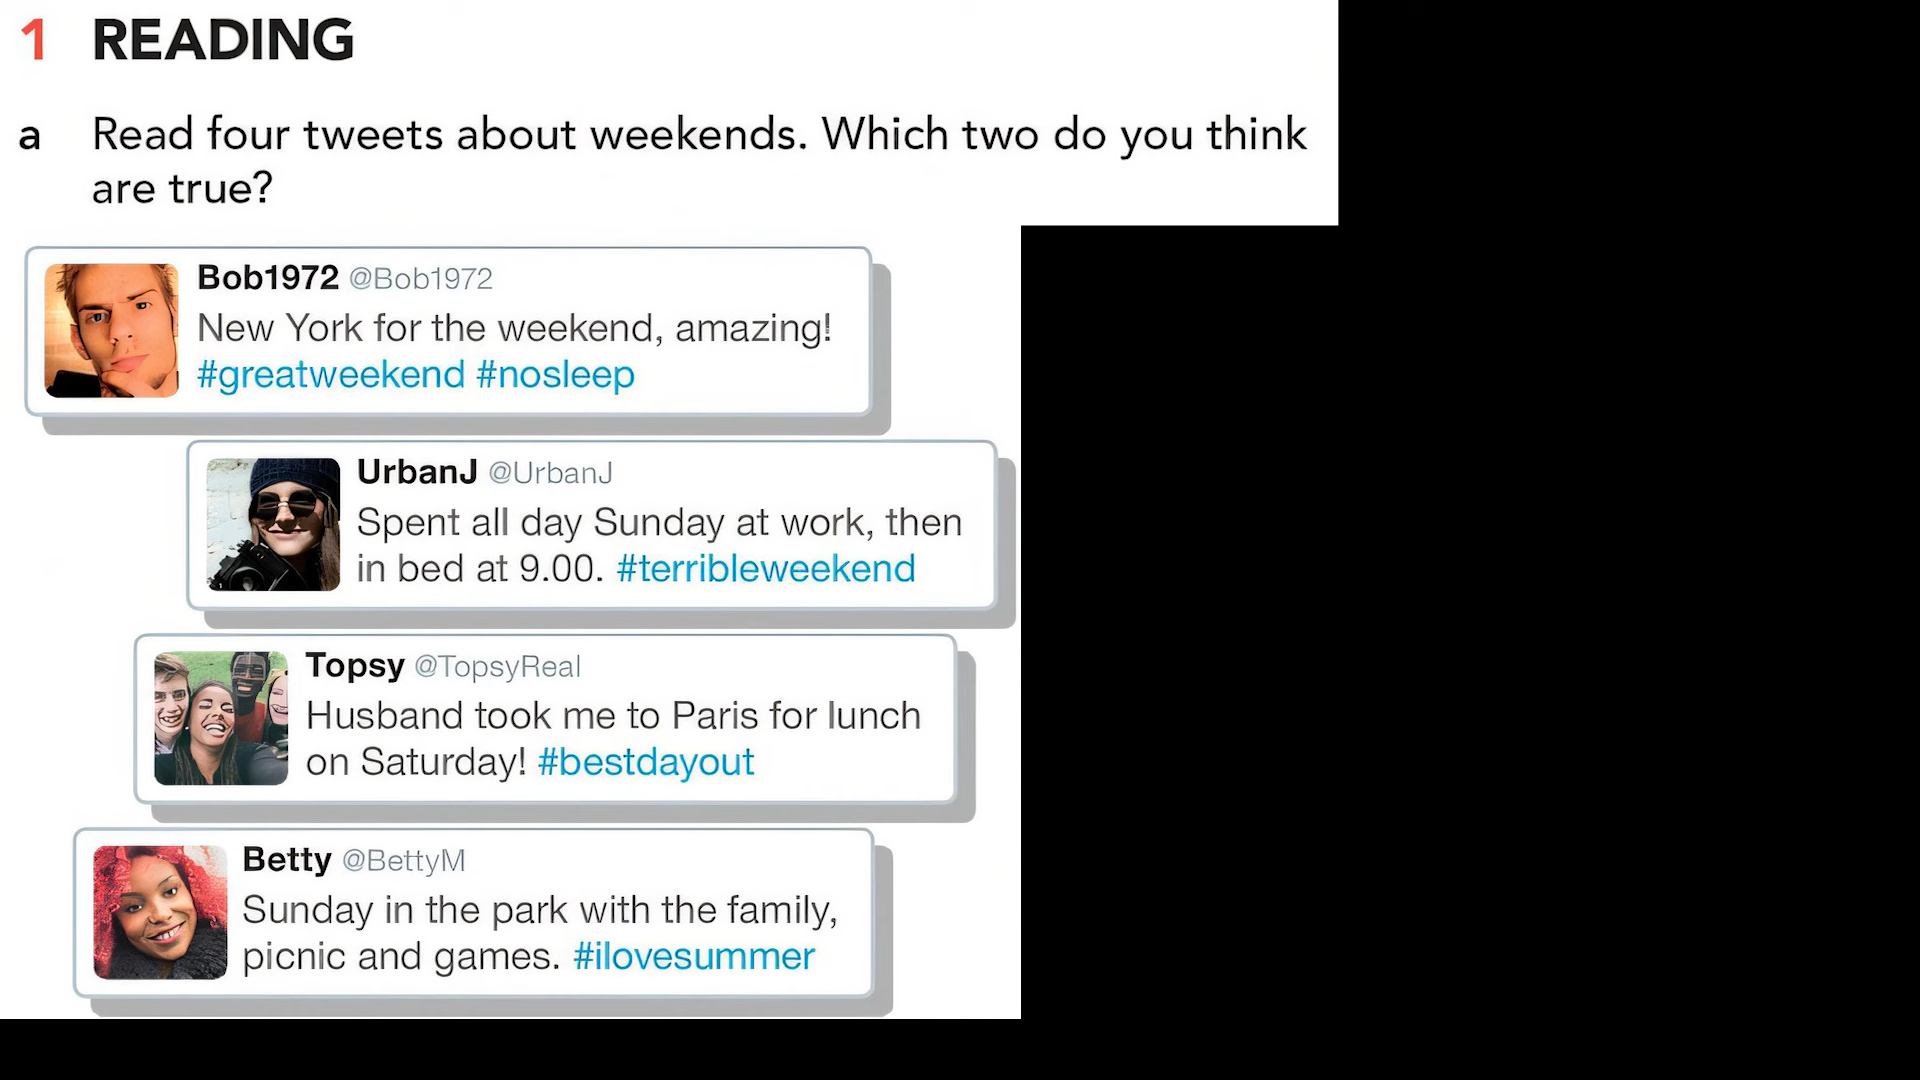 1 READING
a Read four tweets about weekends. Which two do you think
are true?
Bob1972 @Bob1972
New York for the weekend, amazing!
#greatweekend #nosleep
UrbanJ @UrbanJ
Spent all day Sunday at work, then
in bed at 9.00. #terribleweekend
Topsy @TopsyReal
Husband took me to Paris for lunch
on Saturday! #bestdayout
Betty @BettyM
Sunday in the park with the family,
picnic and games. #ilovesummer